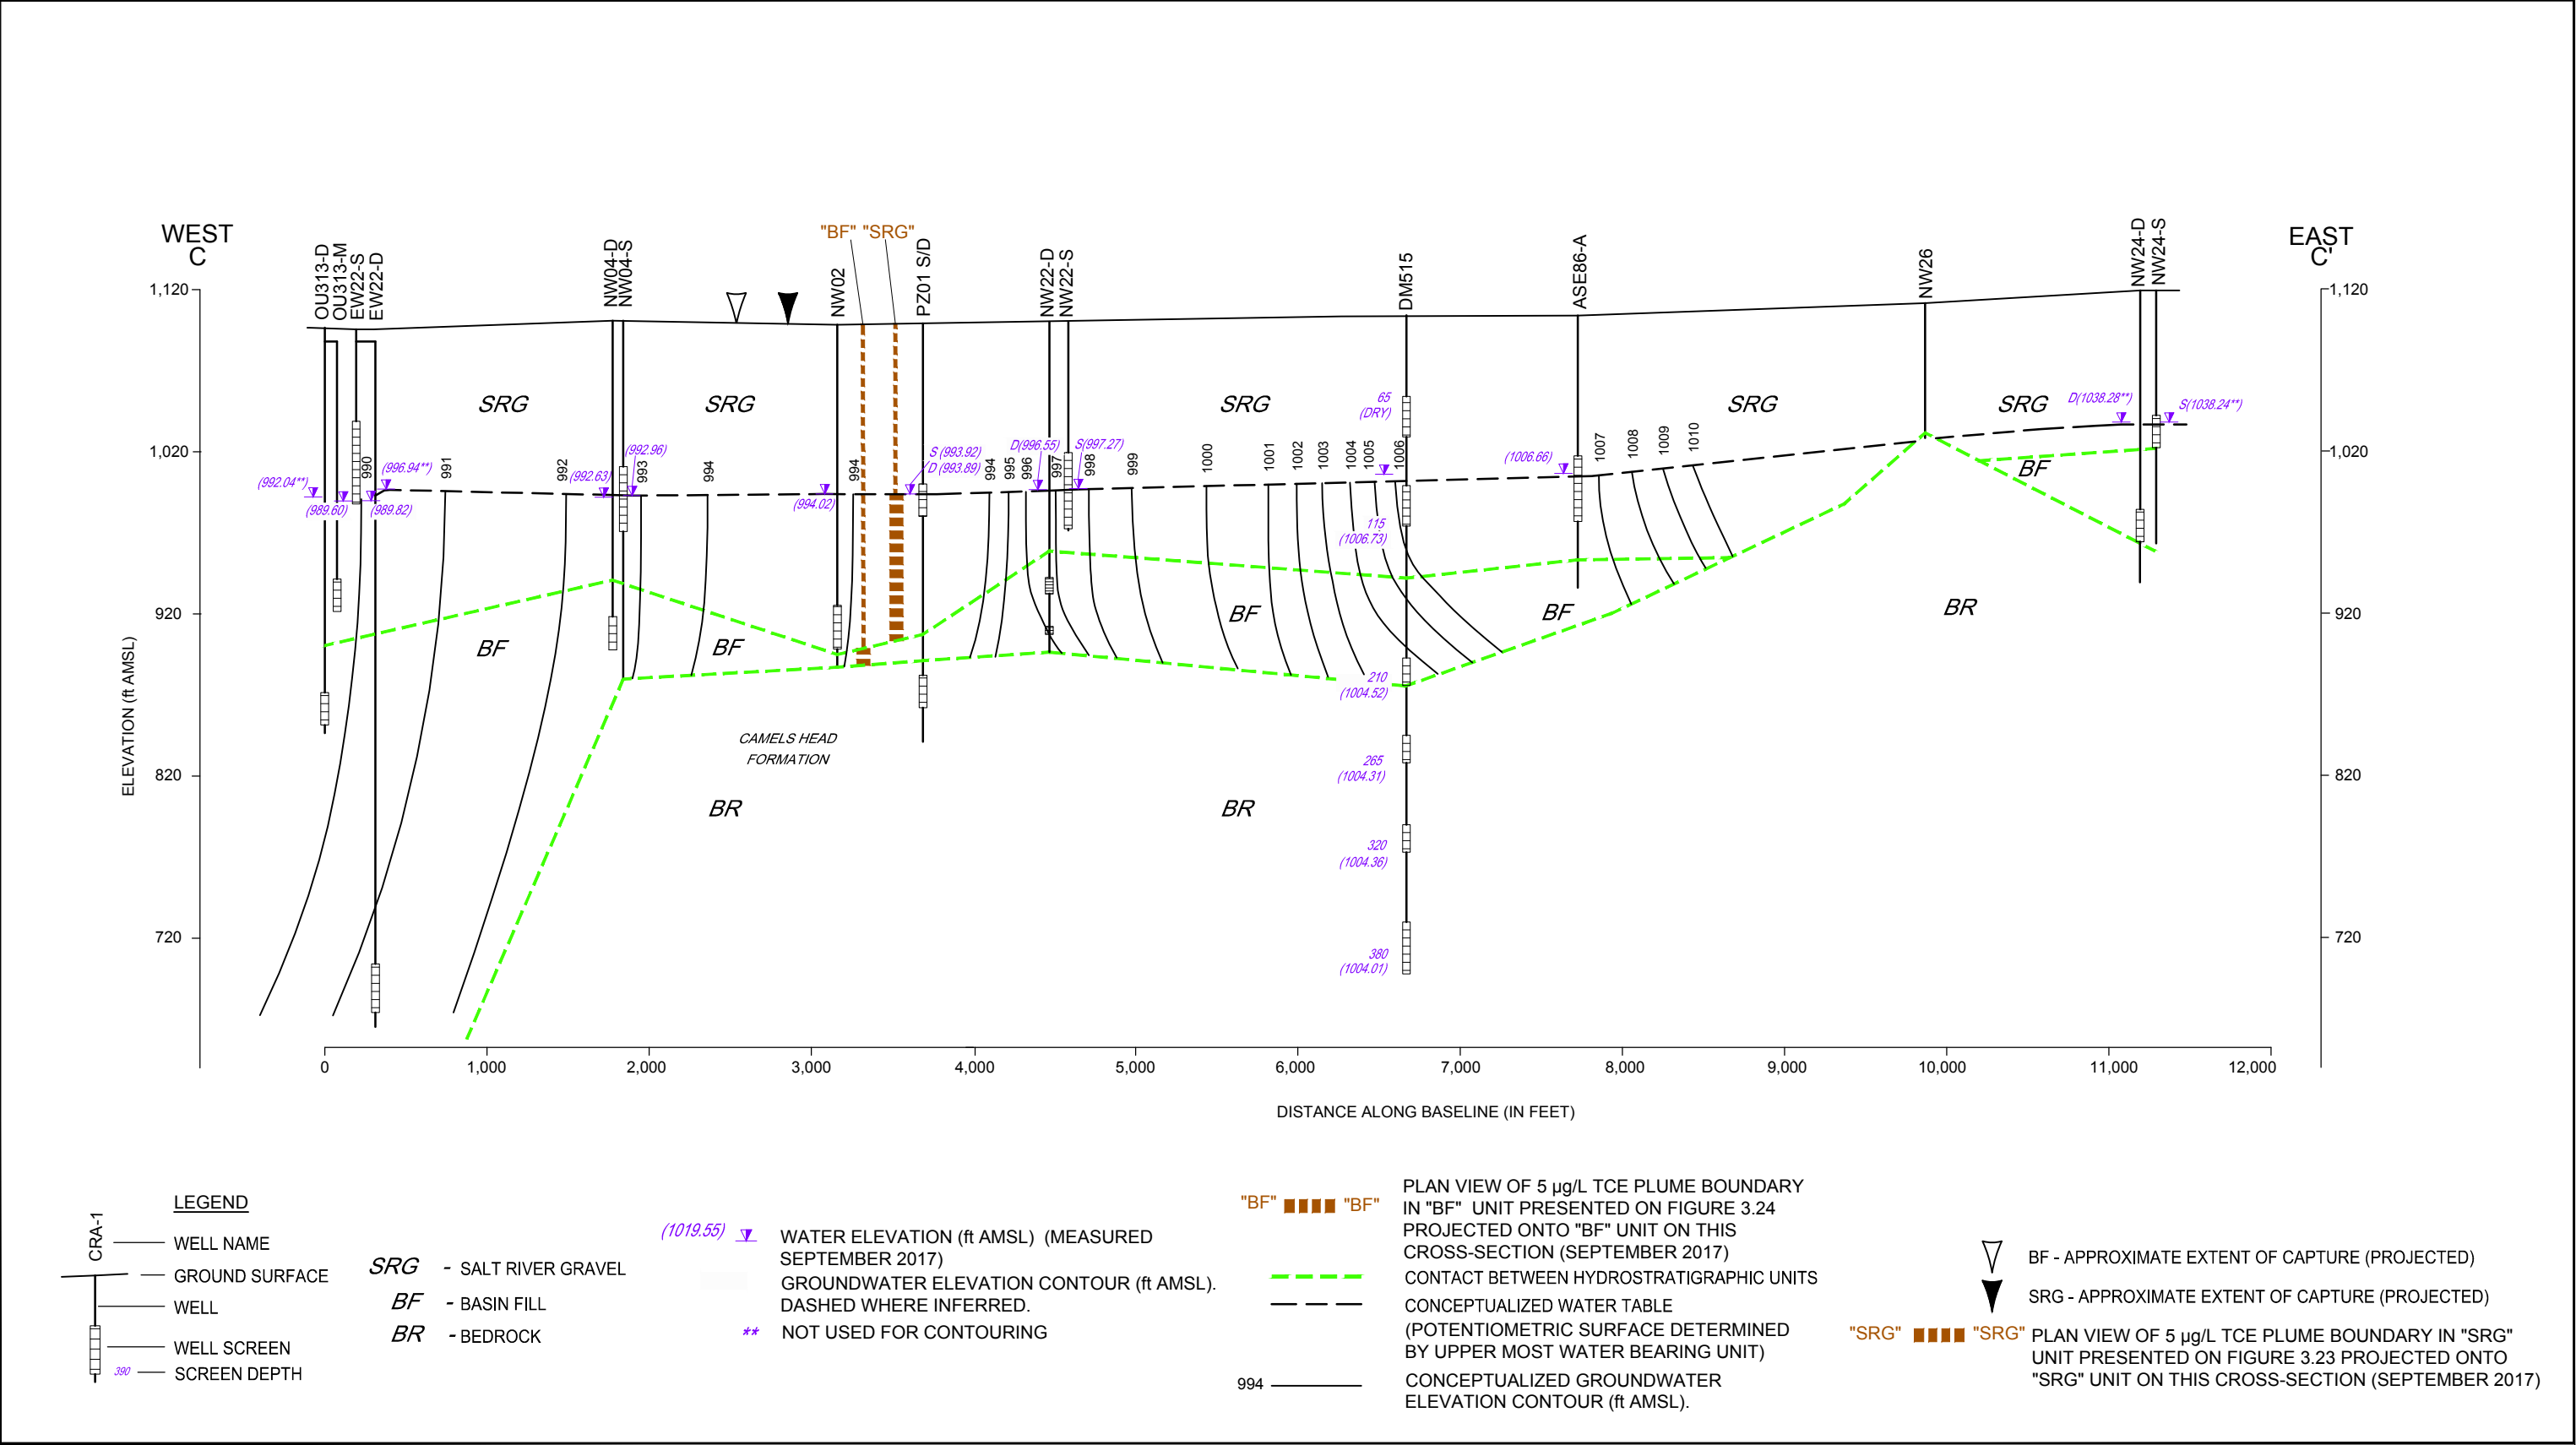 WEST
C
EAST
C'
OU313-D
OU313-M
EW22-S
EW22-D
NW04-D
NW04-S
NW02
"BF" "SRG"
PZ01 S/D
NW22-D
NW22-S
DM515
ASE86-A
NW26
NW24-D
NW24-S
1,120
1,020
920
820
720
ELEVATION (ft AMSL)
1,120
1,020
920
820
720
SRG
SRG
SRG
SRG
SRG
BF
BF
BF
BF
BF
BR
BR
BR
CAMELS HEAD
FORMATION
(992.04**)
(989.60)
990
(996.94**)
(989.82)
991
992
(992.63)
(992.96)
993
994
(994.02)
994
S (993.92)
D (993.89)
994
995
996
D(996.55)
997
S(997.27)
998
999
1000
1001
1002
1003
1004
1005
1006
65
(DRY)
115
(1006.73)
210
(1004.52)
265
(1004.31)
320
(1004.36)
380
(1004.01)
(1006.66)
1007
1008
1009
1010
D(1038.28**)
S(1038.24**)
0
1,000
2,000
3,000
4,000
5,000
6,000
7,000
8,000
9,000
10,000
11,000
12,000
DISTANCE ALONG BASELINE (IN FEET)
LEGEND
CRA-1
WELL NAME
GROUND SURFACE
WELL
WELL SCREEN
390
SCREEN DEPTH
SRG - SALT RIVER GRAVEL
BF - BASIN FILL
BR - BEDROCK
(1019.55)
WATER ELEVATION (ft AMSL) (MEASURED
SEPTEMBER 2017)
GROUNDWATER ELEVATION CONTOUR (ft AMSL).
DASHED WHERE INFERRED.
** NOT USED FOR CONTOURING
"BF" "BF"
PLAN VIEW OF 5 µg/L TCE PLUME BOUNDARY
IN "BF" UNIT PRESENTED ON FIGURE 3.24
PROJECTED ONTO "BF" UNIT ON THIS
CROSS-SECTION (SEPTEMBER 2017)
CONTACT BETWEEN HYDROSTRATIGRAPHIC UNITS
CONCEPTUALIZED WATER TABLE
(POTENTIOMETRIC SURFACE DETERMINED
BY UPPER MOST WATER BEARING UNIT)
994
CONCEPTUALIZED GROUNDWATER
ELEVATION CONTOUR (ft AMSL).
BF - APPROXIMATE EXTENT OF CAPTURE (PROJECTED)
SRG - APPROXIMATE EXTENT OF CAPTURE (PROJECTED)
"SRG" "SRG"
PLAN VIEW OF 5 µg/L TCE PLUME BOUNDARY IN "SRG"
UNIT PRESENTED ON FIGURE 3.23 PROJECTED ONTO
"SRG" UNIT ON THIS CROSS-SECTION (SEPTEMBER 2017)